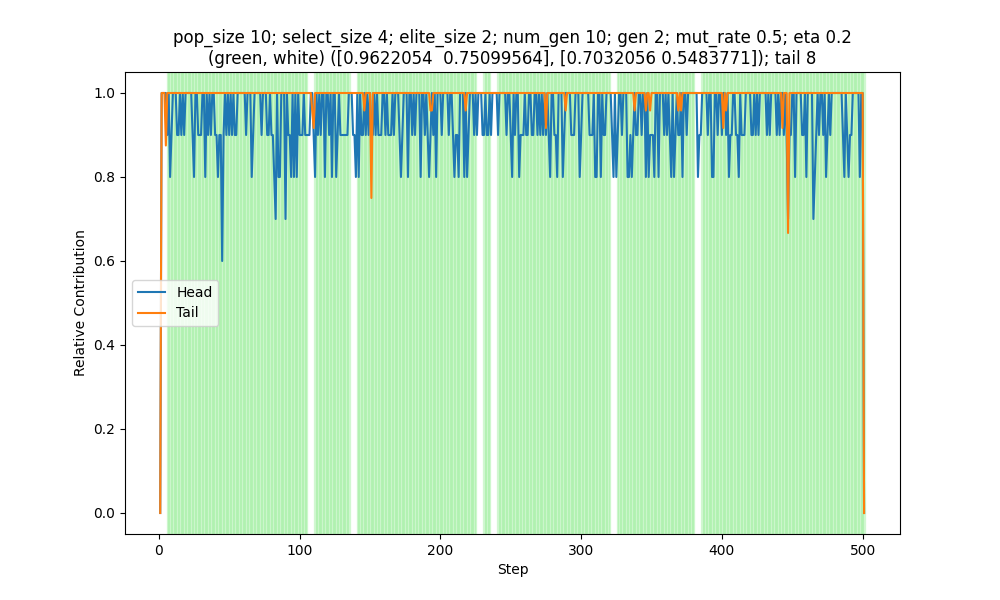 pop_size 10; select_size 4; elite_size 2; num_gen 10; gen 2; mut_rate 0.5; eta 0.2
(green, white) ([0.9622054  0.75099564], [0.7032056 0.5483771]); tail 8
1.0
0.8
0.6
0.4
0.2
0.0
Relative Contribution
Head
Tail
0
100
200
300
400
500
Step